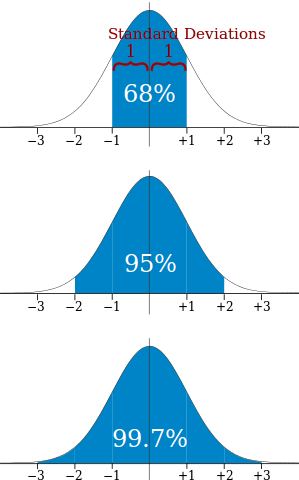 Standard Deviations
1 1
68%
−3 −2 −1 +1 +2 +3
95%
−3 −2 −1 +1 +2 +3
99.7%
−3 −2 −1 +1 +2 +3